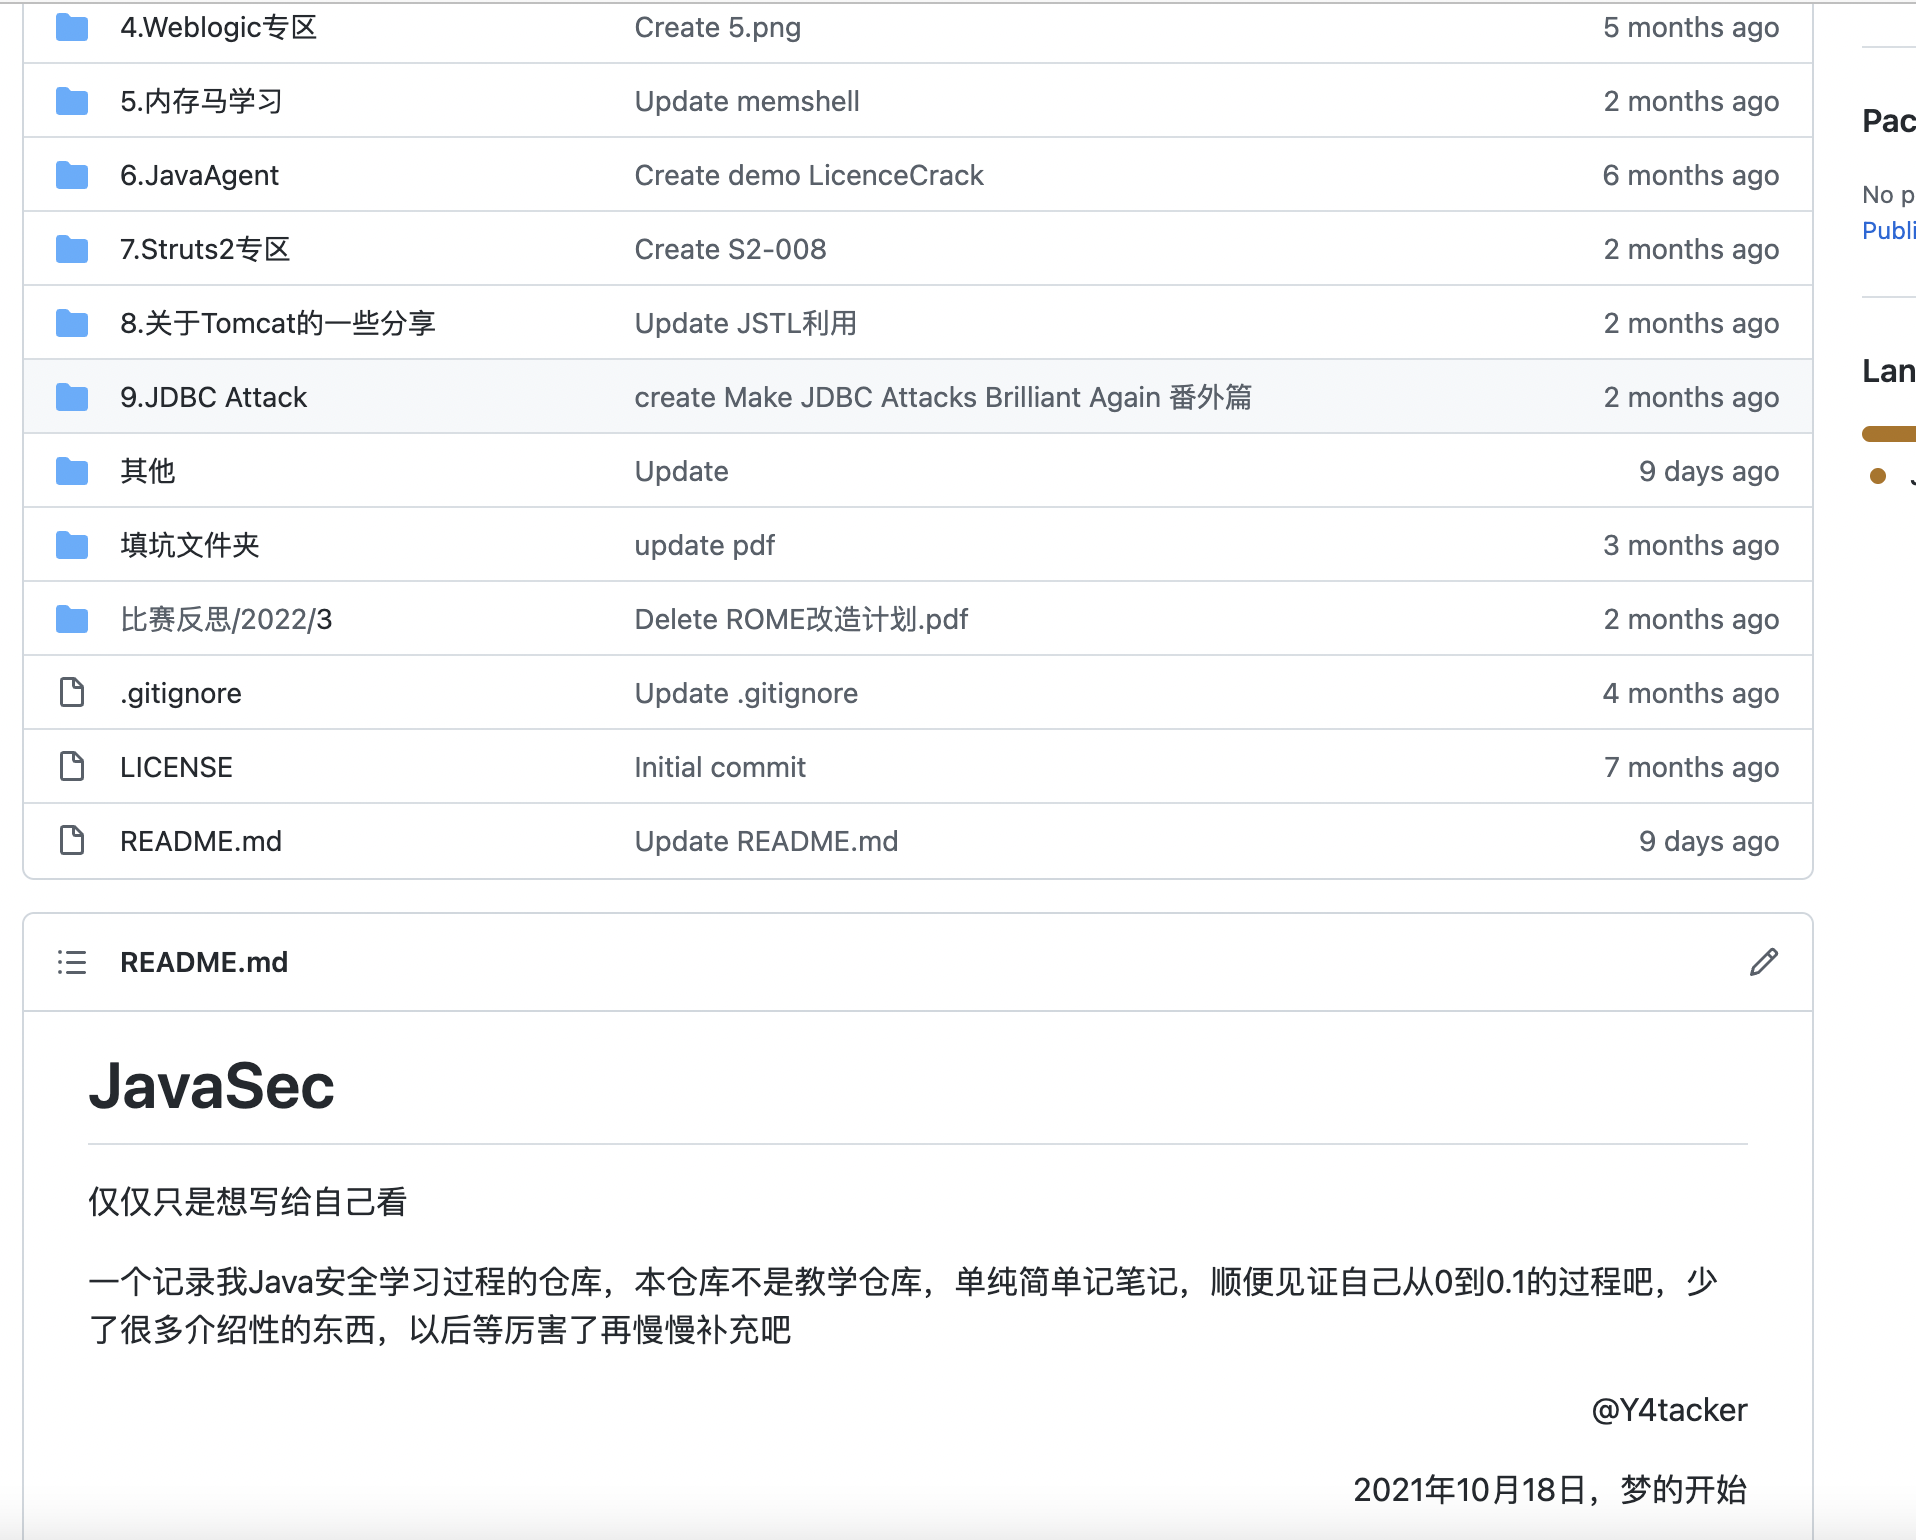 4.Weblogic专区 Create 5.png 5 months ago
5.内存马学习 Update memshell 2 months ago
6.JavaAgent Create demo LicenceCrack 6 months ago
7.Struts2专区 Create S2-008 2 months ago
8.关于Tomcat的一些分享 Update JSTL利用 2 months ago
9.JDBC Attack create Make JDBC Attacks Brilliant Again 番外篇 2 months ago
其他 Update 9 days ago
填坑文件夹 update pdf 3 months ago
比赛反思/2022/3 Delete ROME改造计划.pdf 2 months ago
.gitignore Update .gitignore 4 months ago
LICENSE Initial commit 7 months ago
README.md Update README.md 9 days ago
README.md
JavaSec
仅仅只是想写给自己看
一个记录我Java安全学习过程的仓库，本仓库不是教学仓库，单纯简单记笔记，顺便见证自己从0到0.1的过程吧，少
了很多介绍性的东西，以后等厉害了再慢慢补充吧
@Y4tacker
2021年10月18日，梦的开始
Pac
No p
Publi
Lan